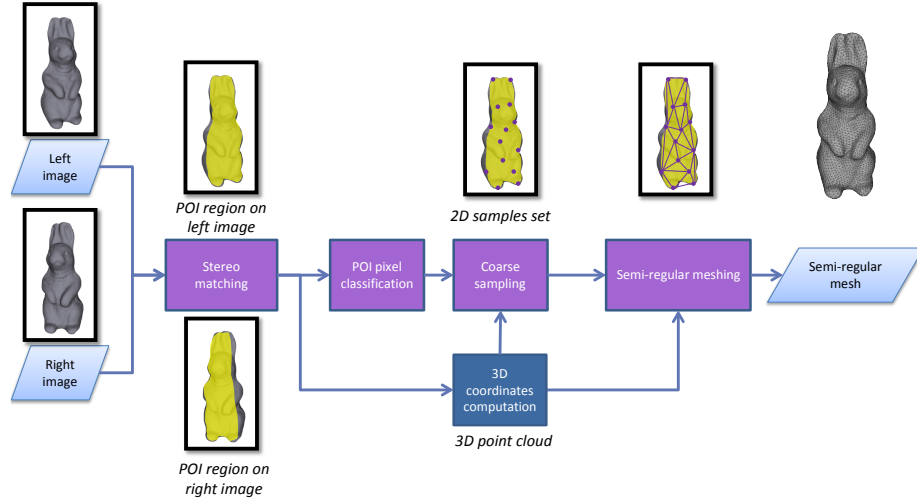 Left
image
POI region on
left image
2D samples set
Stereo
matching
POI pixel
classification
Coarse
sampling
Semi-regular meshing
Semi-regular
mesh
Right
image
3D
coordinates
computation
3D point cloud
POI region on
right image